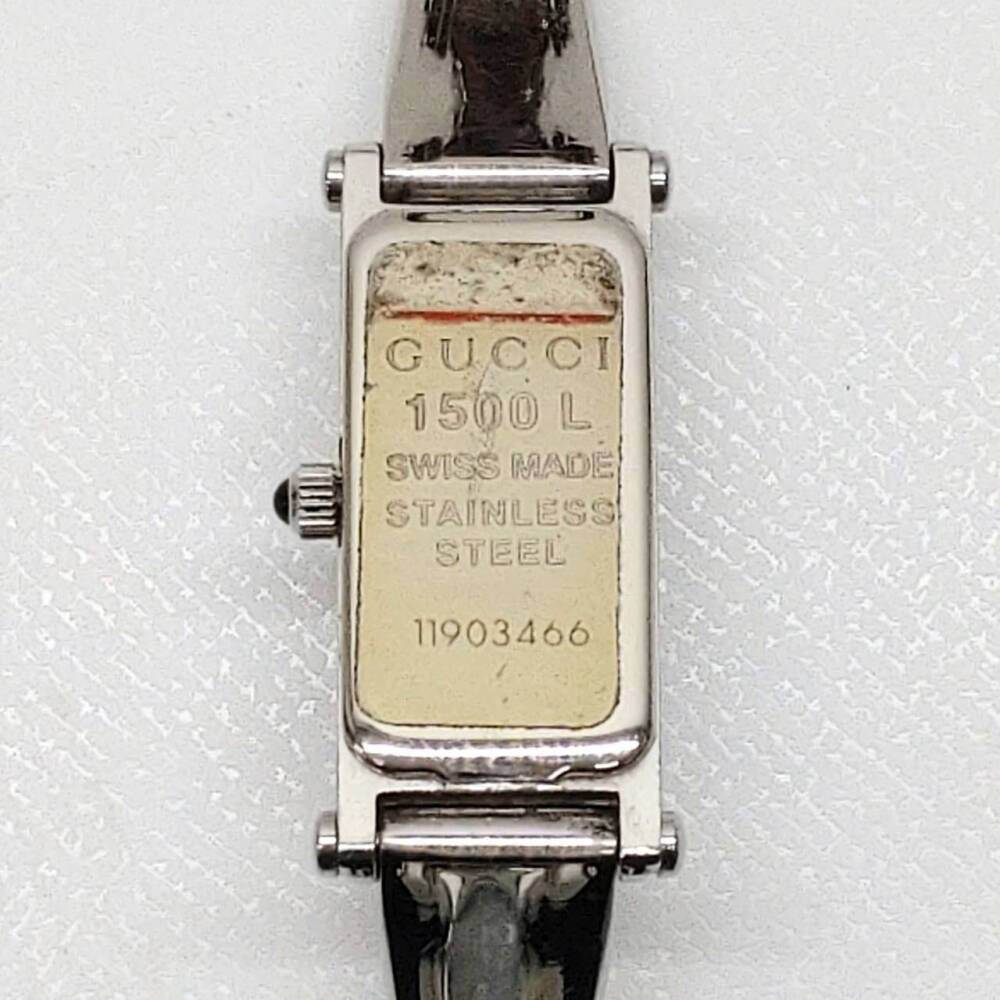 GUCCI
1500 L
SWISS MADE
STAINLESS
STEEL
11903466